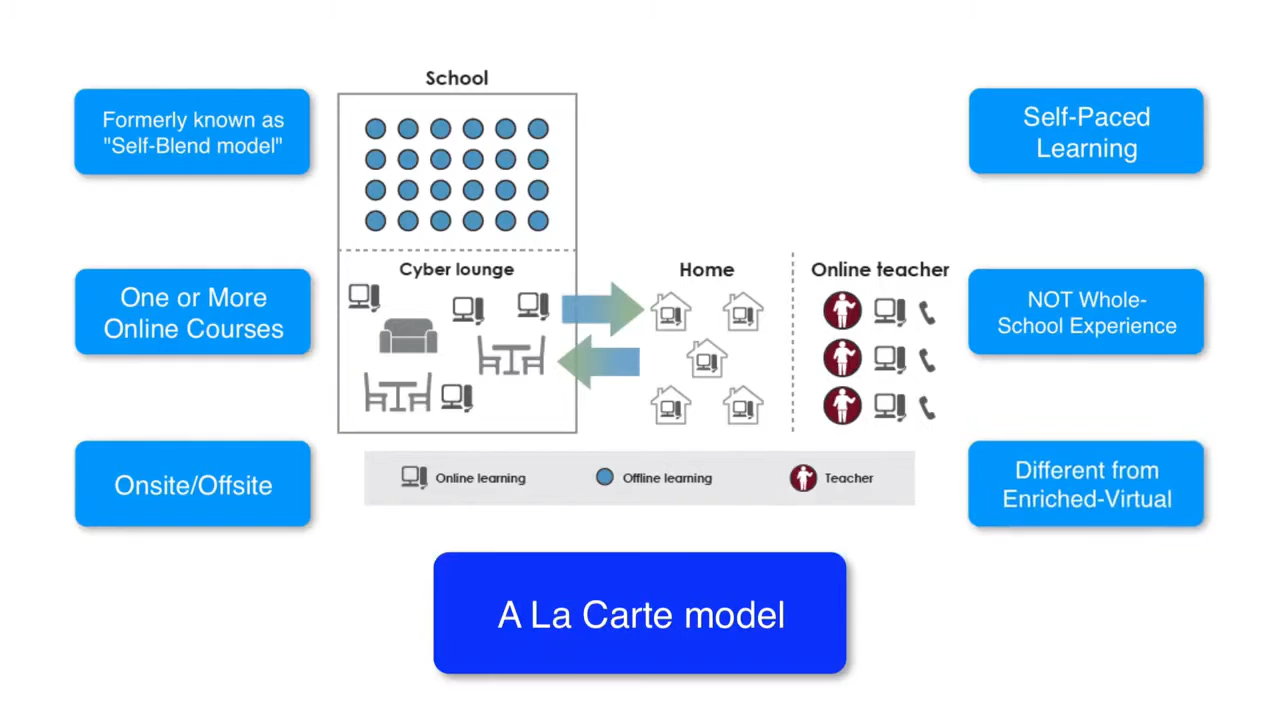 School
Formerly known as
"Self-Blend model"
Self-Paced
Learning
Cyber lounge
Home
Online teacher
One or More
Online Courses
NOT Whole-
School Experience
Onsite/Offsite
Online learning
Offline learning
Teacher
Different from
Enriched-Virtual
A La Carte model